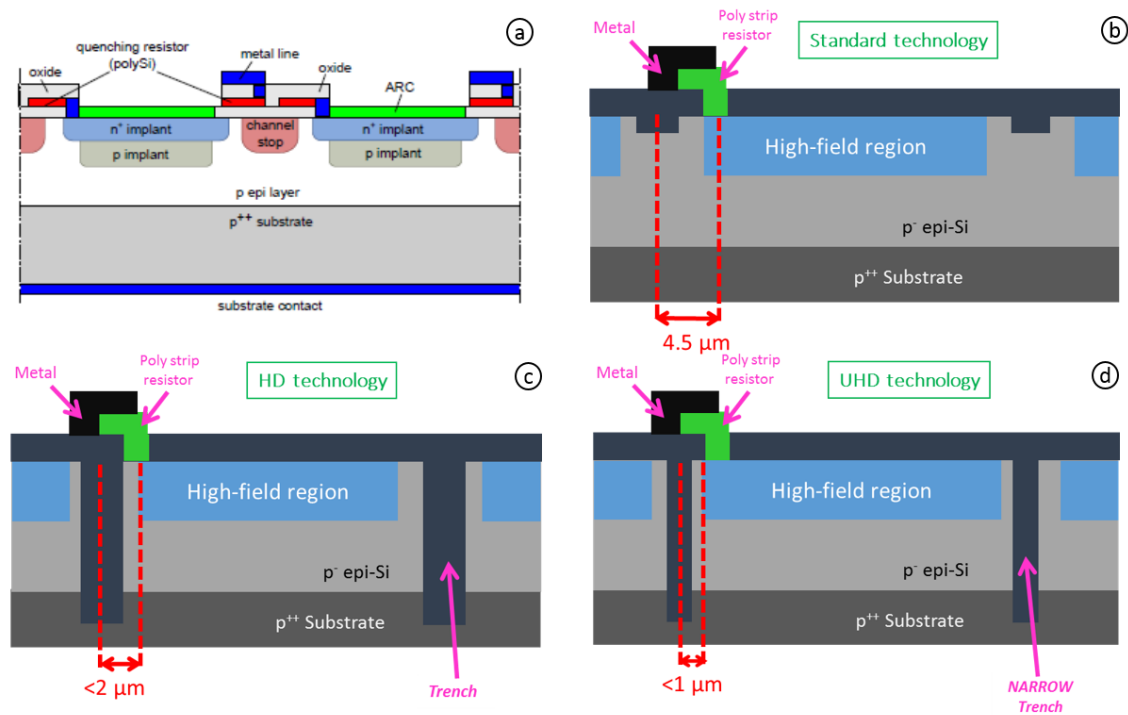 a
quenching resistor
(polySi)
metal line
oxide
oxide
ARC
n⁺ implant
channel
stop
n⁺ implant
p implant
p implant
p epi layer
p⁺⁺ substrate
substrate contact
b
Metal
Poly strip
resistor
Standard technology
High-field region
p⁻ epi-Si
p⁺⁺ Substrate
4.5 μm
c
Metal
Poly strip
resistor
HD technology
High-field region
p⁻ epi-Si
p⁺⁺ Substrate
<2 μm
Trench
d
Metal
Poly strip
resistor
UHD technology
High-field region
p⁻ epi-Si
p⁺⁺ Substrate
<1 μm
NARROW
Trench